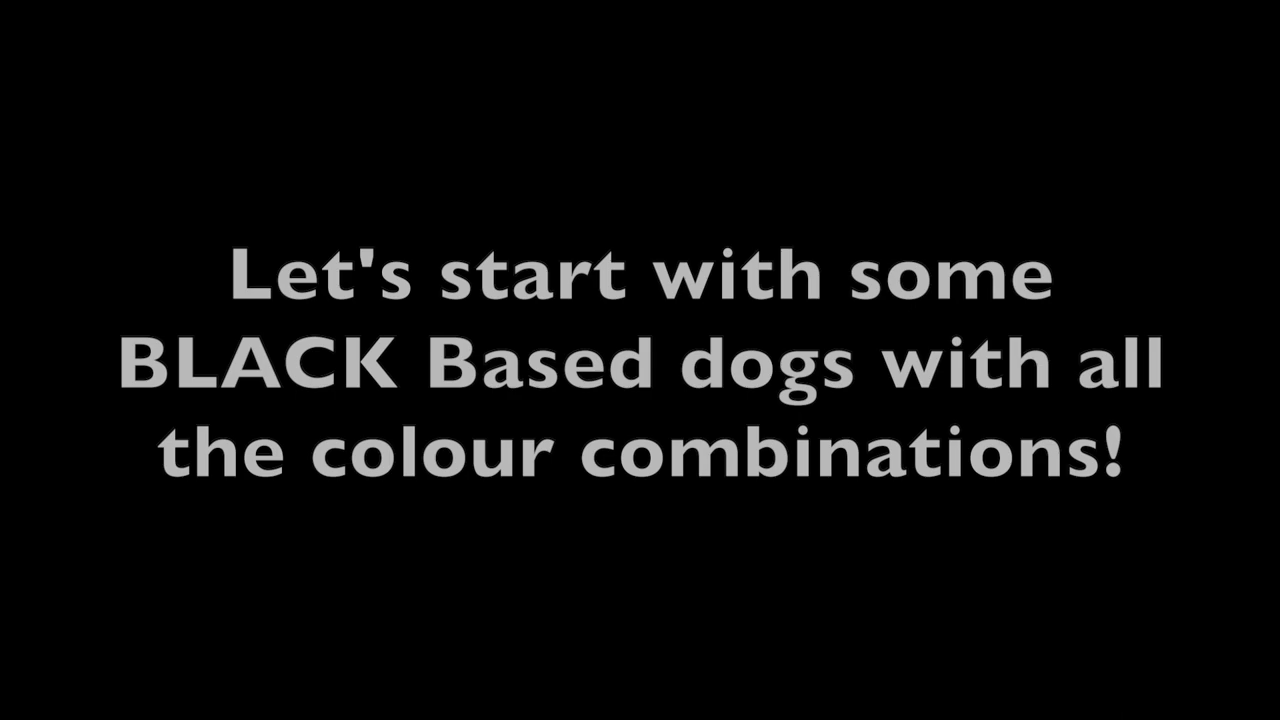 Let's start with some
BLACK Based dogs with all
the colour combinations!